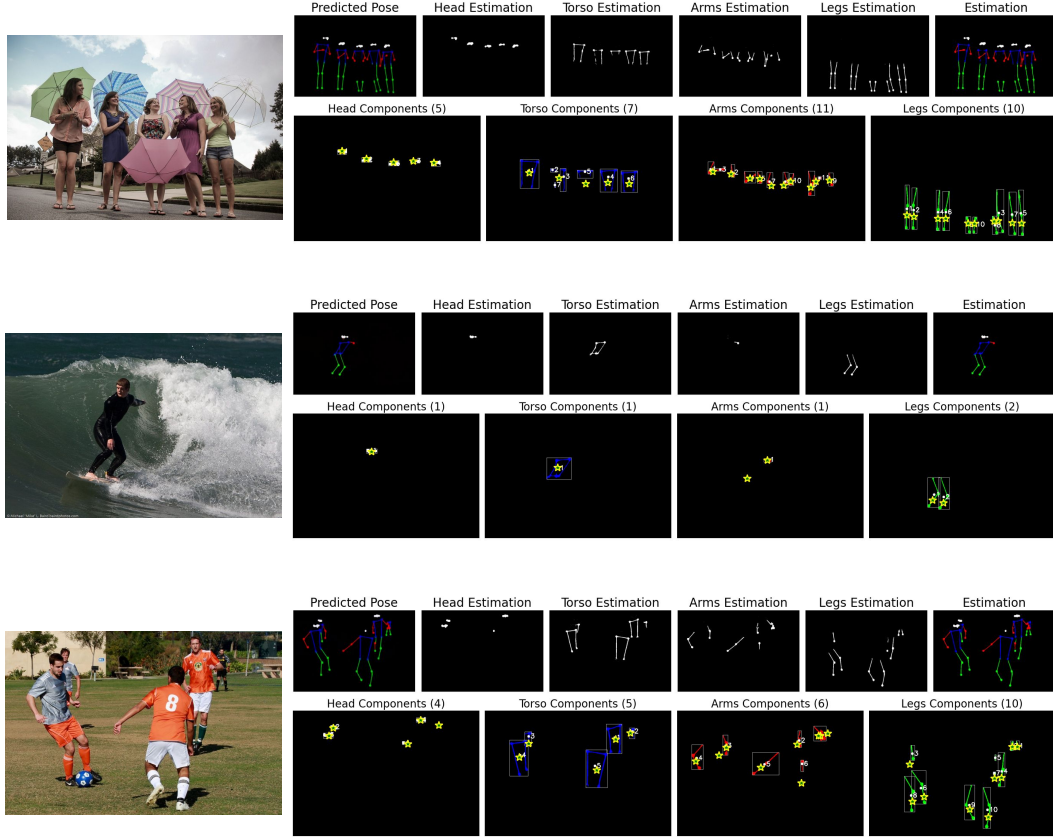 Predicted Pose
Head Estimation
Torso Estimation
Arms Estimation
Legs Estimation
Estimation
Head Components (5)
Torso Components (7)
Arms Components (11)
Legs Components (10)
Predicted Pose
Head Estimation
Torso Estimation
Arms Estimation
Legs Estimation
Estimation
Head Components (1)
Torso Components (1)
Arms Components (1)
Legs Components (2)
Predicted Pose
Head Estimation
Torso Estimation
Arms Estimation
Legs Estimation
Estimation
Head Components (4)
Torso Components (5)
Arms Components (6)
Legs Components (10)
8